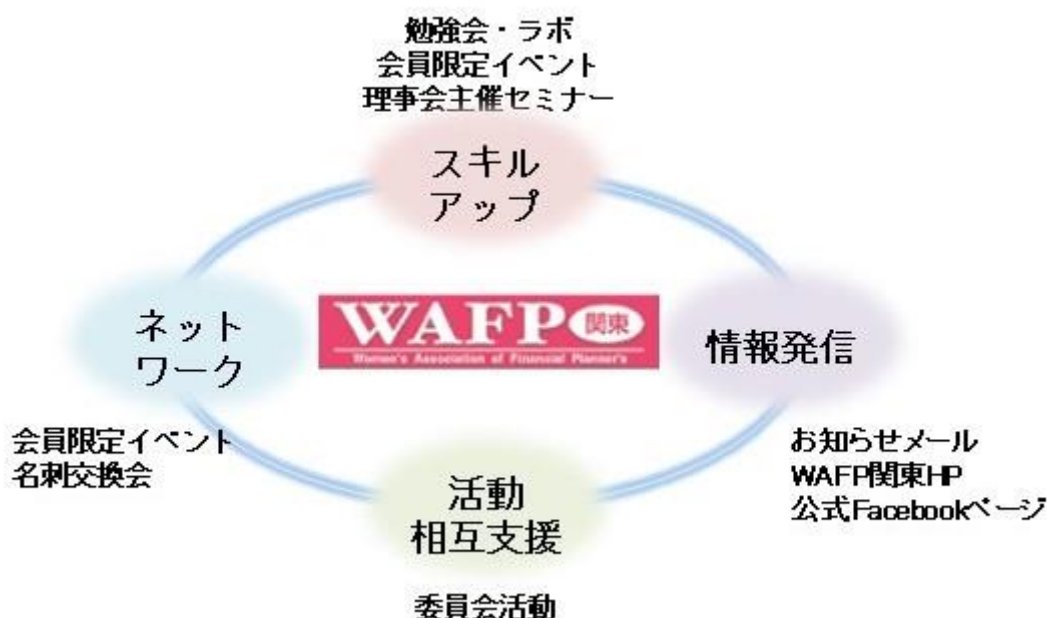 勉強会・ラボ
会員限定イベント
理事会主催セミナー
スキル
アップ
ネット
ワーク
WAFP関東
Women's Association of Financial Planner's
情報発信
会員限定イベント
名刺交換会
お知らせメール
WAFP関東HP
公式Facebookページ
活動
相互支援
委員会活動